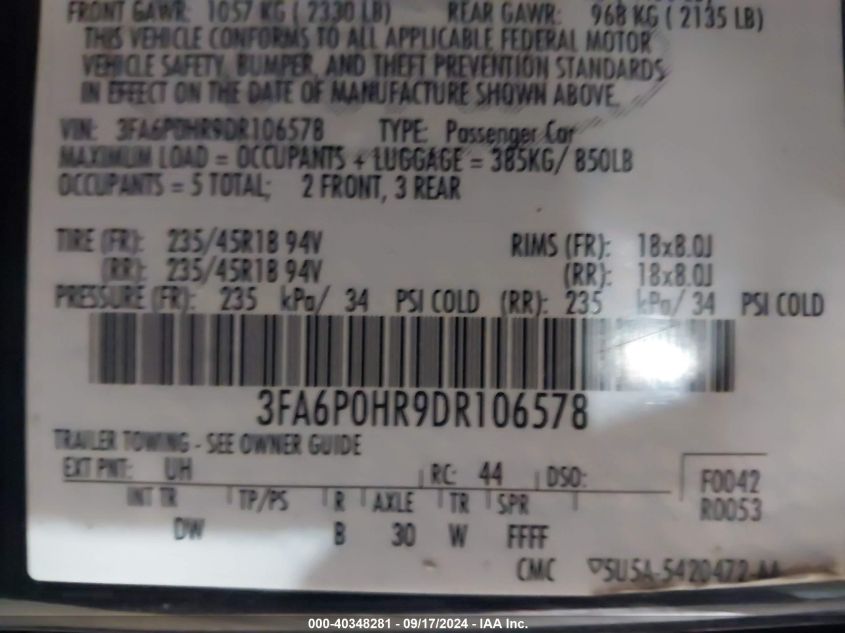 FRONT GAWR: 1057 KG ( 2330 LB) REAR GAWR: 968 KG ( 2135 LB)
THIS VEHICLE CONFORMS TO ALL APPLICABLE FEDERAL MOTOR
VEHICLE SAFETY, BUMPER, AND THEFT PREVENTION STANDARDS
IN EFFECT ON THE DATE OF MANUFACTURE SHOWN ABOVE.
VIN: 3FA6P0HR9DR106578 TYPE: Passenger Car
MAXIMUM LOAD = OCCUPANTS + LUGGAGE = 385KG/ 850LB
OCCUPANTS = 5 TOTAL; 2 FRONT, 3 REAR
TIRE (FR): 235/45R18 94V RIMS (FR): 18x8.0J
(RR): 235/45R18 94V (RR): 18x8.0J
PRESSURE (FR): 235 kPa/ 34 PSI COLD (RR): 235 kPa/ 34 PSI COLD
3FA6P0HR9DR106578
TRAILER TOWING - SEE OWNER GUIDE
EXT PNT: UH RC: 44 DSO: F0042
INT TR TP/PS R AXLE TR SPR R0053
DW B 30 W FFFF
CMC 5U5A-5420472-AA
000-40348281 - 09/17/2024 - IAA Inc.